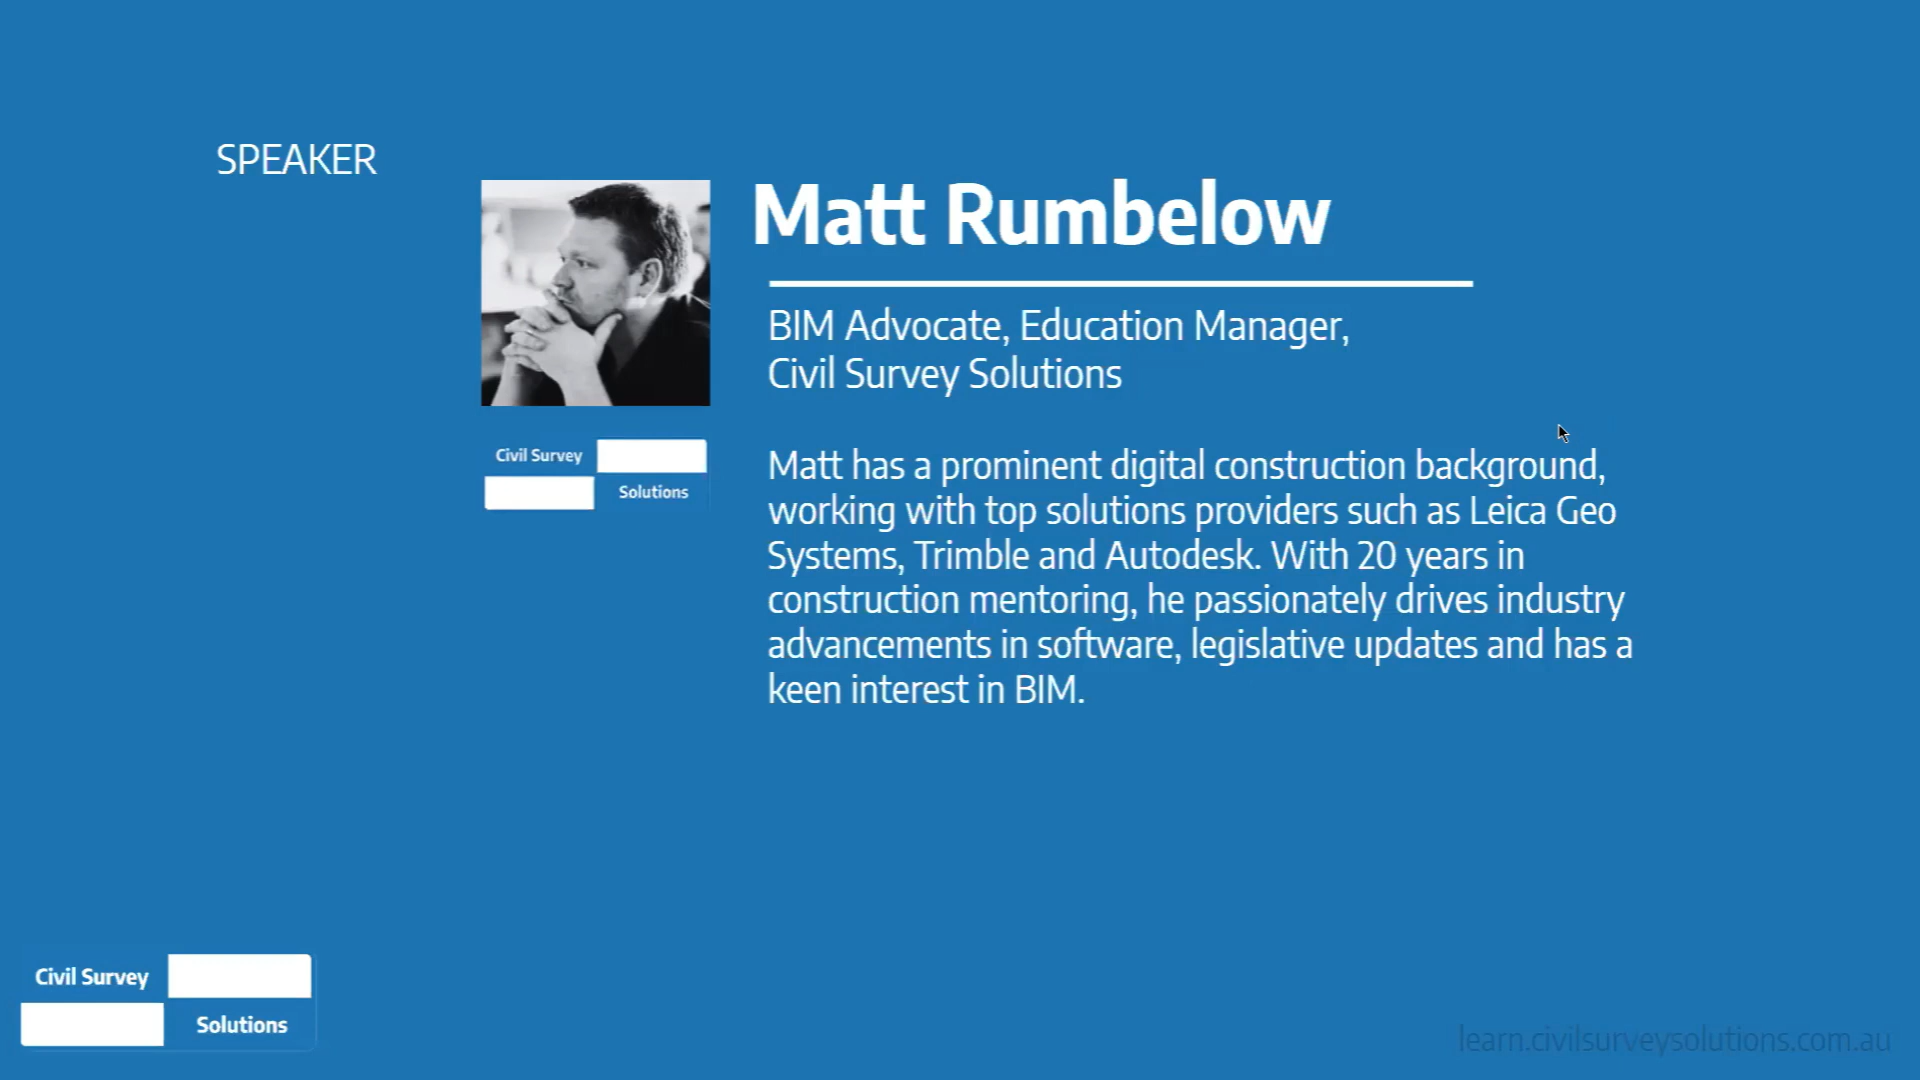 SPEAKER
Matt Rumbelow
BIM Advocate, Education Manager,
Civil Survey Solutions
Civil Survey
Solutions
Matt has a prominent digital construction background,
working with top solutions providers such as Leica Geo
Systems, Trimble and Autodesk. With 20 years in
construction mentoring, he passionately drives industry
advancements in software, legislative updates and has a
keen interest in BIM.
Civil Survey
Solutions
learn.civilsurveysolutions.com.au